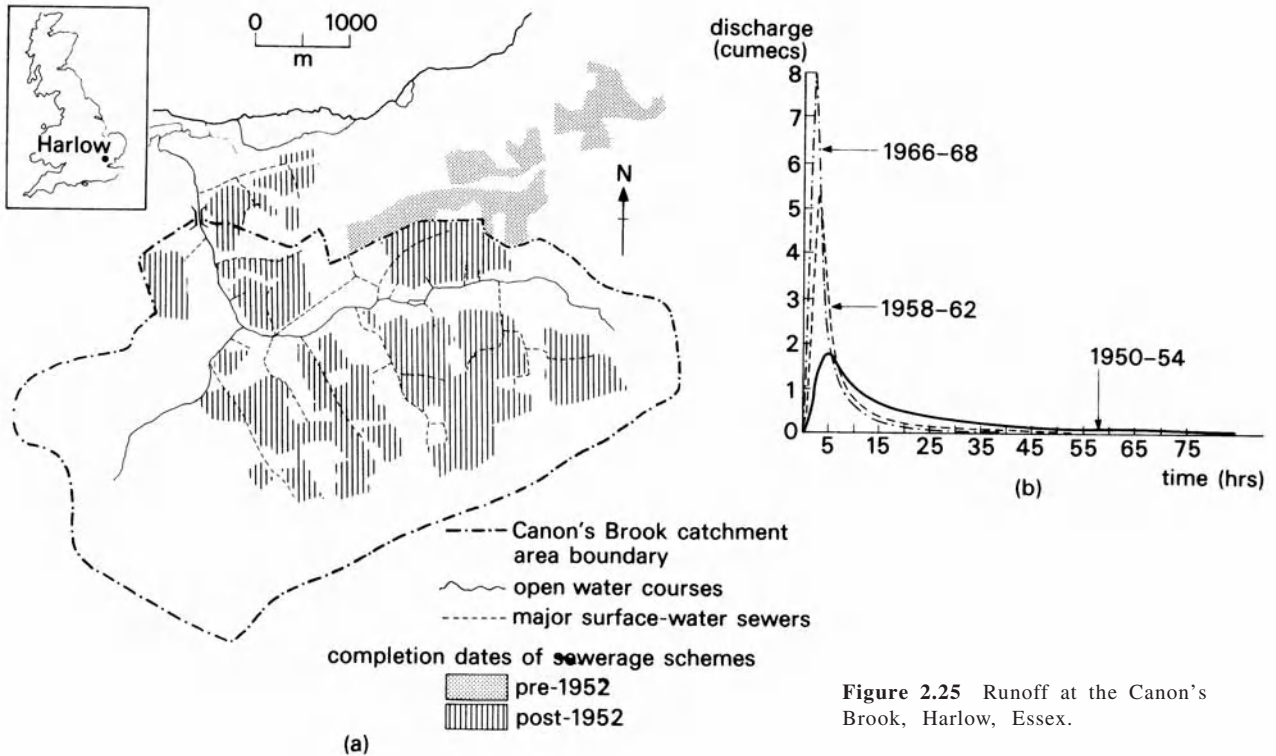 0 1000
m
Harlow
N
Canon's Brook catchment
area boundary
open water courses
major surface-water sewers
completion dates of sewerage schemes
pre-1952
post-1952
(a)
discharge
(cumecs)
8
7
6
5
4
3
2
1
0
1966–68
1958–62
1950–54
5 15 25 35 45 55 65 75
time (hrs)
(b)
Figure 2.25 Runoff at the Canon's
Brook, Harlow, Essex.